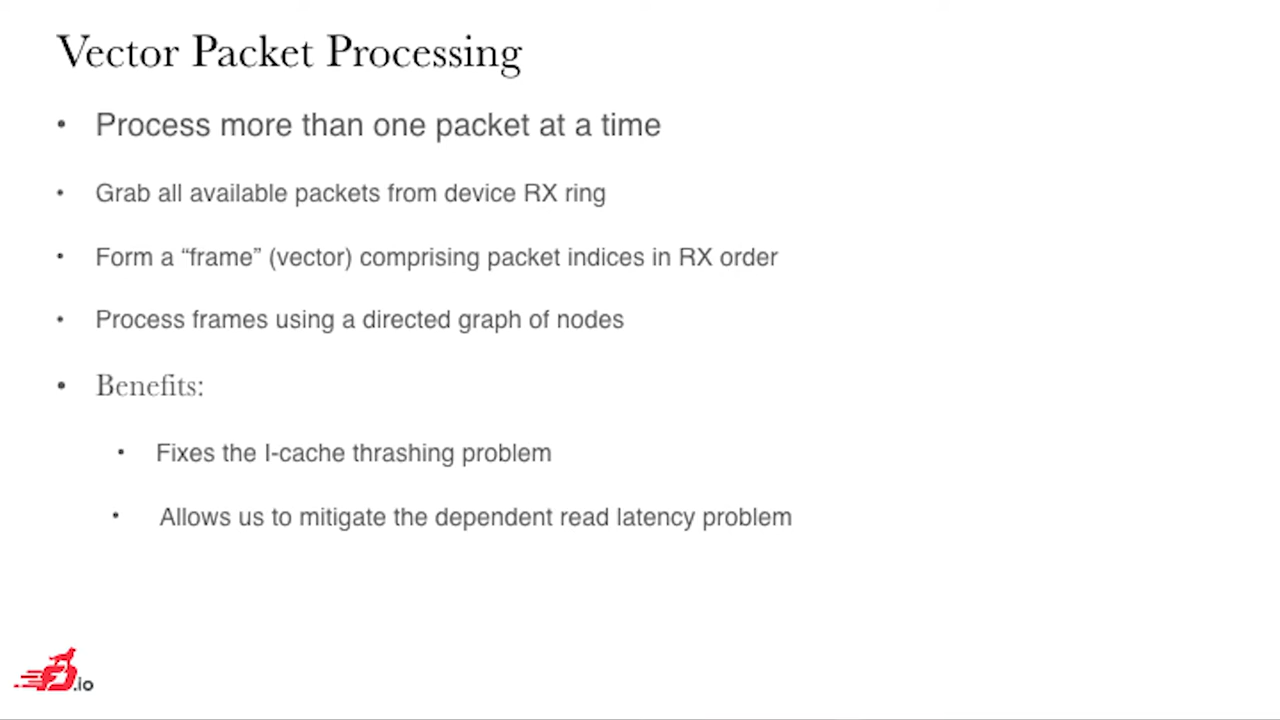 Vector Packet Processing
• Process more than one packet at a time
• Grab all available packets from device RX ring
• Form a “frame” (vector) comprising packet indices in RX order
• Process frames using a directed graph of nodes
• Benefits:
• Fixes the I-cache thrashing problem
• Allows us to mitigate the dependent read latency problem
.io